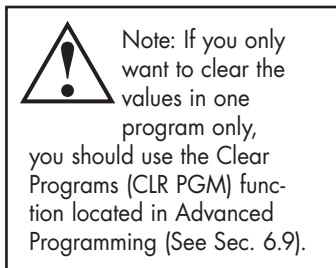 Note: If you only
want to clear the
values in one
program only,
you should use the Clear
Programs (CLR PGM) func-
tion located in Advanced
Programming (See Sec. 6.9).